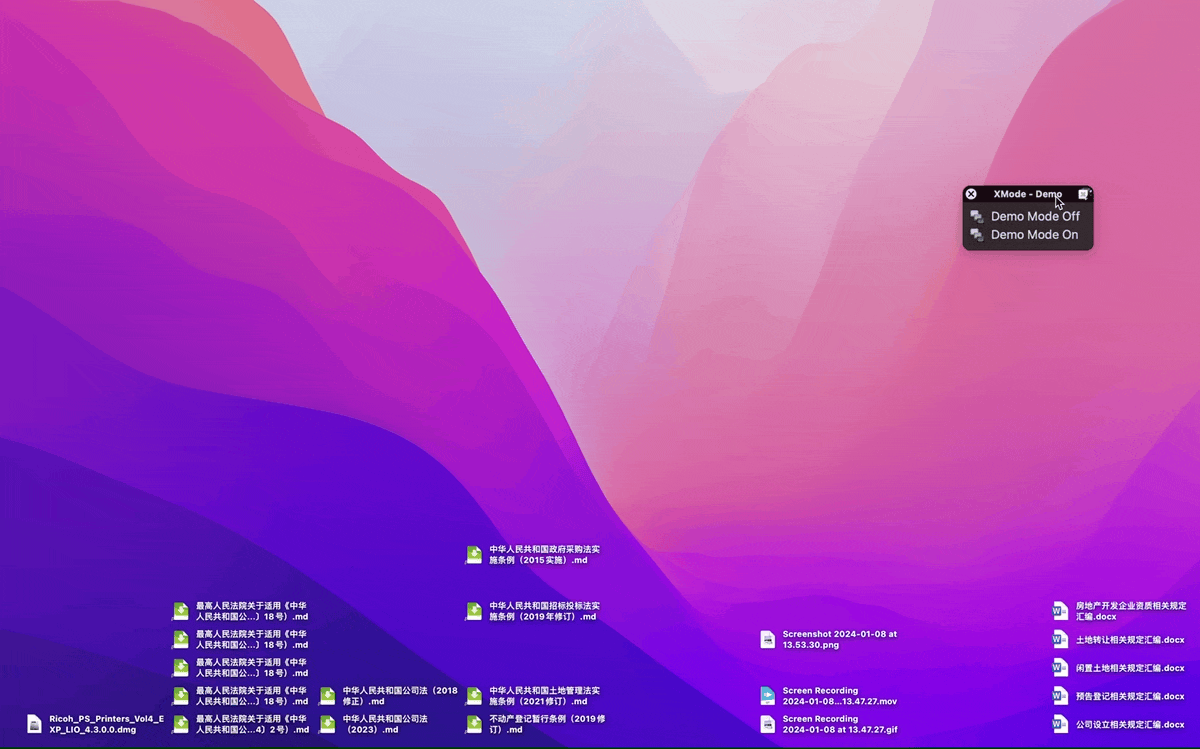 XMode - Demo
Demo Mode Off
Demo Mode On
中华人民共和国政府采购法实
施条例（2015实施）.md
最高人民法院关于适用《中华
人民共和国公...〕18号）.md
中华人民共和国招标投标法实
施条例（2019年修订）.md
房地产开发企业资质相关规定
汇编.docx
最高人民法院关于适用《中华
人民共和国公...〕18号）.md
Screenshot 2024-01-08 at
13.53.30.png
土地转让相关规定汇编.docx
最高人民法院关于适用《中华
人民共和国公...〕18号）.md
闲置土地相关规定汇编.docx
最高人民法院关于适用《中华
人民共和国公...〕18号）.md
中华人民共和国公司法（2018
修正）.md
中华人民共和国土地管理法实
施条例（2021修订）.md
Screen Recording
2024-01-08...13.47.27.mov
预告登记相关规定汇编.docx
Ricoh_PS_Printers_Vol4_E
XP_LIO_4.3.0.0.dmg
最高人民法院关于适用《中华
人民共和国公...4）2号）.md
中华人民共和国公司法
（2023）.md
不动产登记暂行条例（2019修
订）.md
Screen Recording
2024-01-08 at 13.47.27.gif
公司设立相关规定汇编.docx